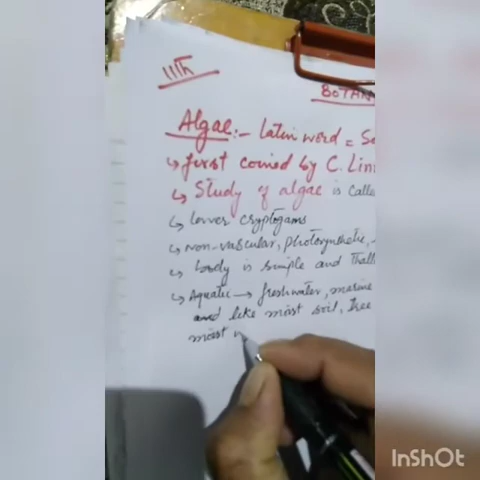 11th
BOTAN
Algae:- Latin word = Se
↳ first coined by C. Lin
↳ Study of algae is calle
↳ Lower cryptogams
↳ non-vascular, photosynthetic,
↳ body is simple and thall
↳ Aquatic → freshwater, marine
and like moist soil, tree
moist
InShOt